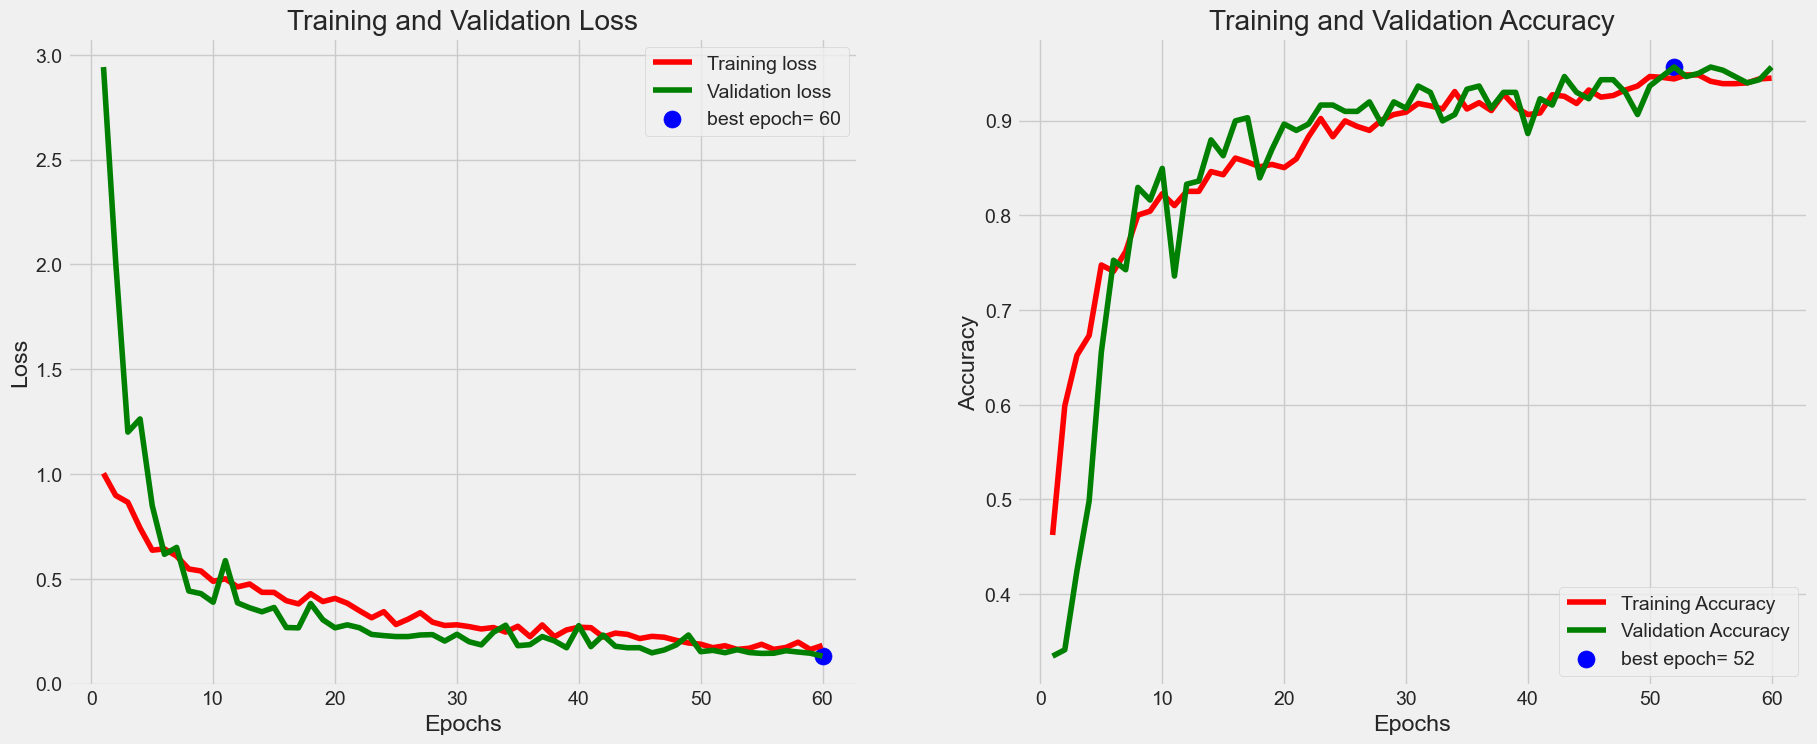 Training and Validation Loss
3.0
2.5
2.0
1.5
1.0
0.5
0.0
Loss
0 10 20 30 40 50 60
Epochs
Training loss
Validation loss
best epoch= 60
Training and Validation Accuracy
0.9
0.8
0.7
0.6
0.5
0.4
Accuracy
0 10 20 30 40 50 60
Epochs
Training Accuracy
Validation Accuracy
best epoch= 52